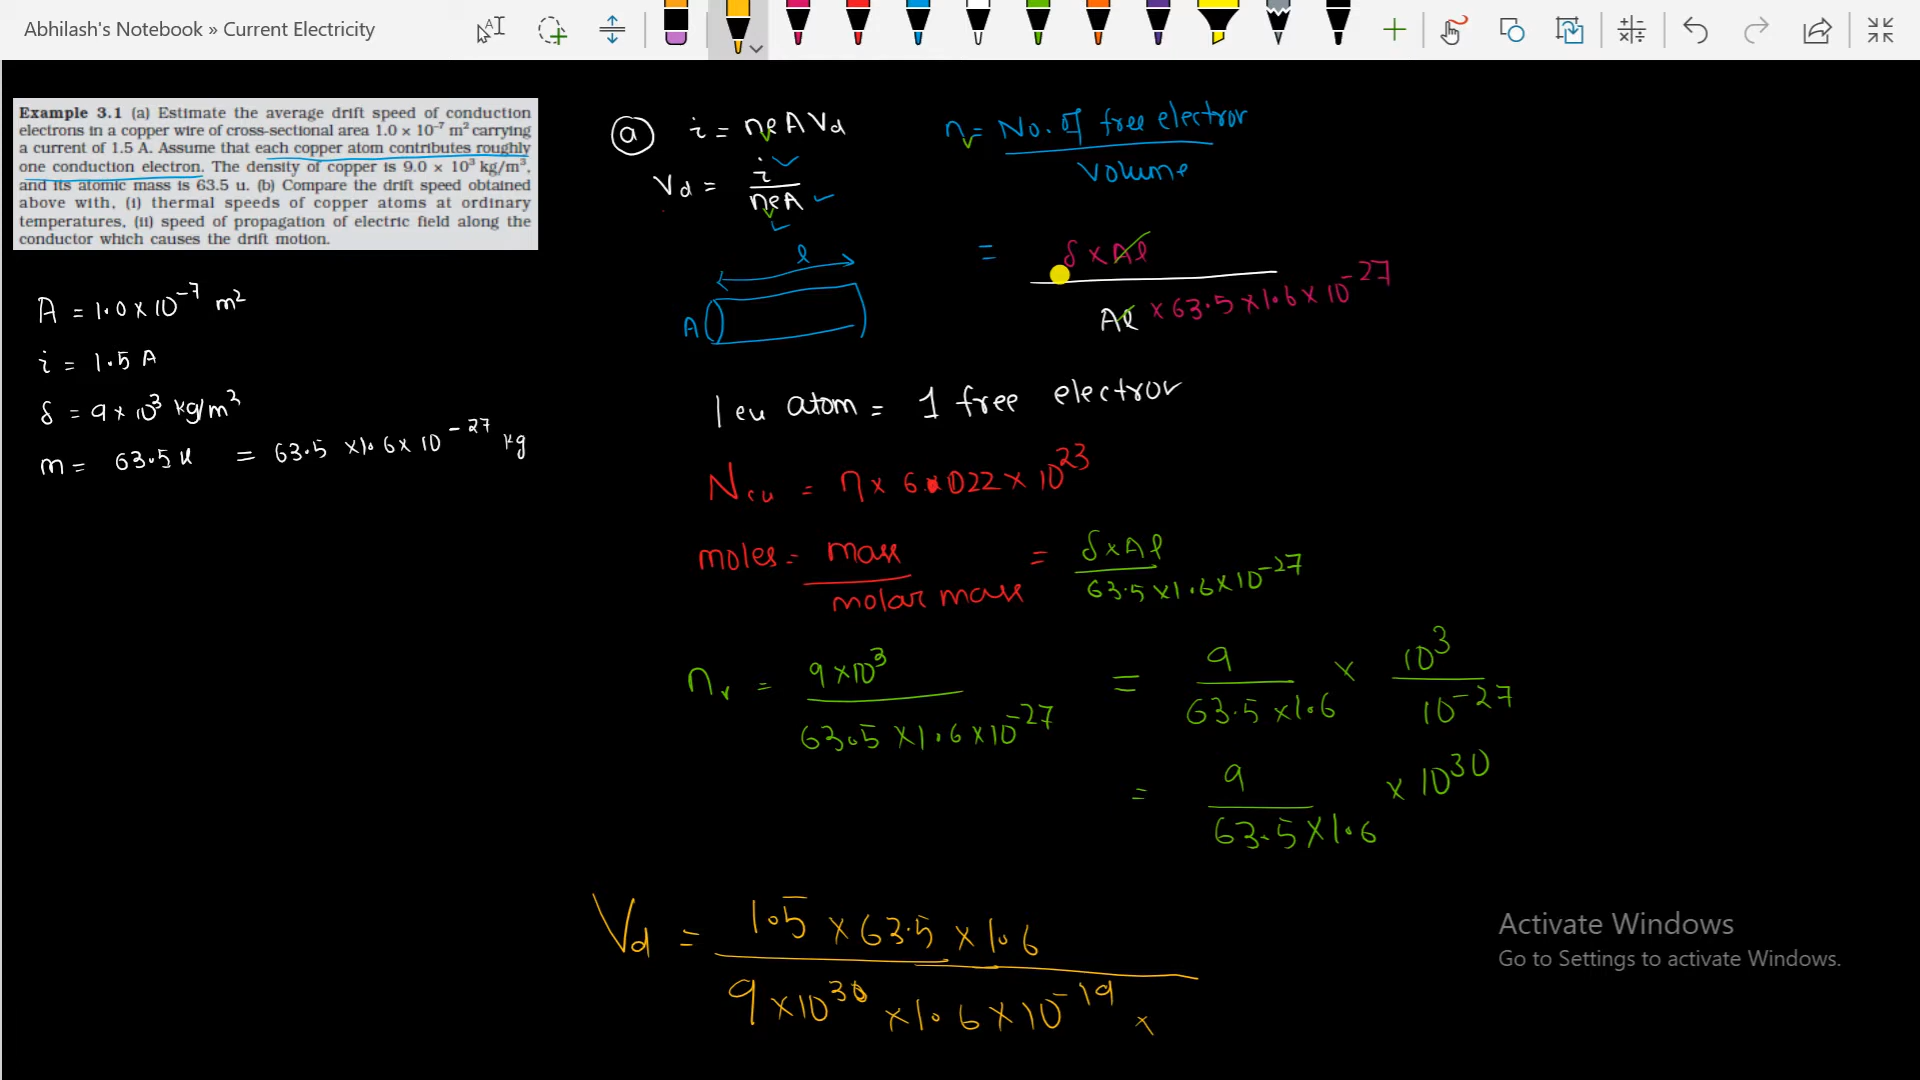 Abhilash's Notebook » Current Electricity
Example 3.1 (a) Estimate the average drift speed of conduction
electrons in a copper wire of cross-sectional area 1.0 × 10⁻⁷ m² carrying
a current of 1.5 A. Assume that each copper atom contributes roughly
one conduction electron. The density of copper is 9.0 × 10³ kg/m³,
and its atomic mass is 63.5 u. (b) Compare the drift speed obtained
above with, (i) thermal speeds of copper atoms at ordinary
temperatures, (ii) speed of propagation of electric field along the
conductor which causes the drift motion.
A = 1.0 × 10⁻⁷ m²
i = 1.5 A
δ = 9 × 10³ kg/m³
m = 63.5 u = 63.5 × 1.6 × 10⁻²⁷ kg
(a) i = neAVd
Vd = i / neA
l
A
n = No. of free electron / Volume
= δ × Al / Al × 63.5 × 1.6 × 10⁻²⁷
1 cu atom = 1 free electron
Ncu = n × 6.022 × 10²³
moles = mass / molar mass = δ × Al / 63.5 × 1.6 × 10⁻²⁷
nv = 9 × 10³ / 63.5 × 1.6 × 10⁻²⁷ = 9 / 63.5 × 1.6 × 10³ / 10⁻²⁷
= 9 / 63.5 × 1.6 × 10³⁰
Vd = 1.5 × 63.5 × 1.6 / 9 × 10³⁰ × 1.6 × 10⁻¹⁹ ×
Activate Windows
Go to Settings to activate Windows.